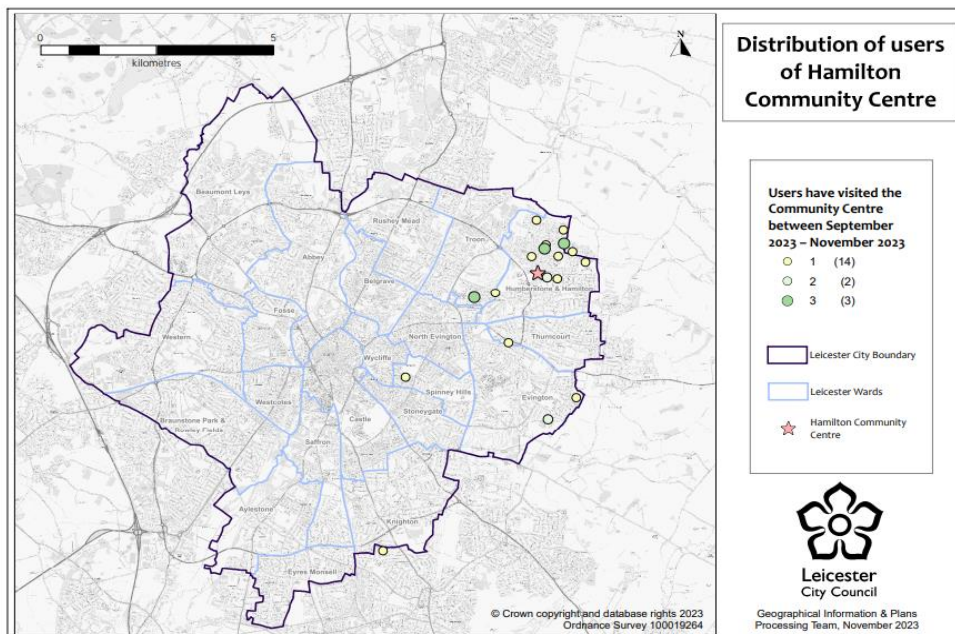 0
5
kilometres
N
Beaumont Leys
Rushey Mead
Troon
Abbey
Belgrave
Humberstone & Hamilton
Fosse
Western
North Evington
Thurncourt
Wycliffe
Spinney Hills
Evington
Westcotes
Castle
Stoneygate
Braunstone Park &
Rowley Fields
Saffron
Aylestone
Knighton
Eyres Monsell
© Crown copyright and database rights 2023
Ordnance Survey 100019264
Distribution of users
of Hamilton
Community Centre
Users have visited the
Community Centre
between September
2023 – November 2023
1 (14)
2 (2)
3 (3)
Leicester City Boundary
Leicester Wards
Hamilton Community
Centre
Leicester
City Council
Geographical Information & Plans
Processing Team, November 2023